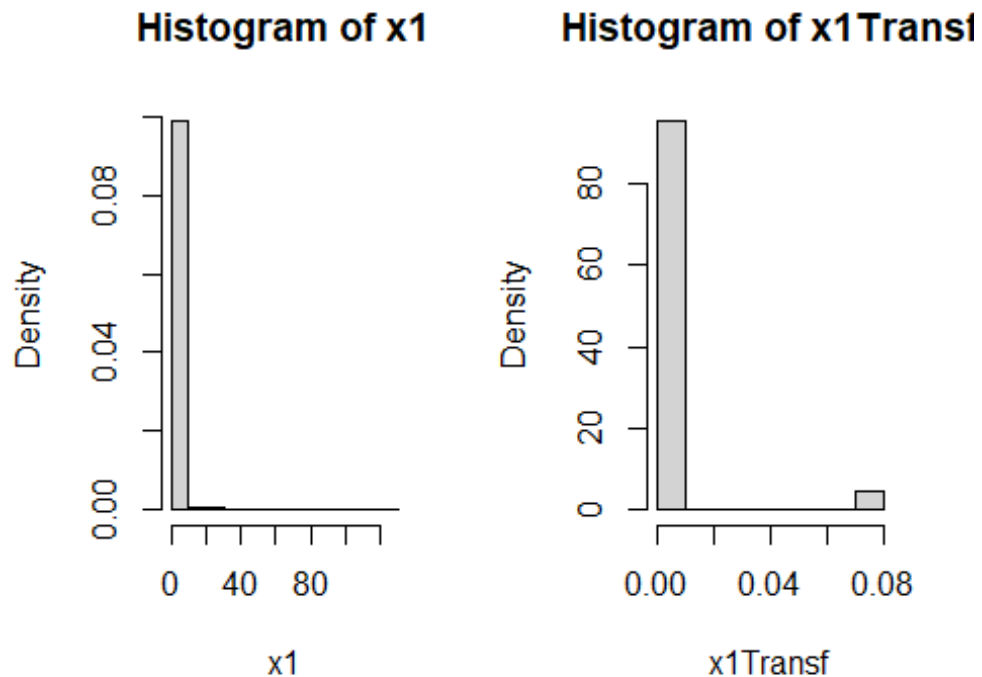 Histogram of x1
Density
0.00 0.04 0.08
0 40 80
x1
Histogram of x1Transf
Density
0 20 40 60 80
0.00 0.04 0.08
x1Transf